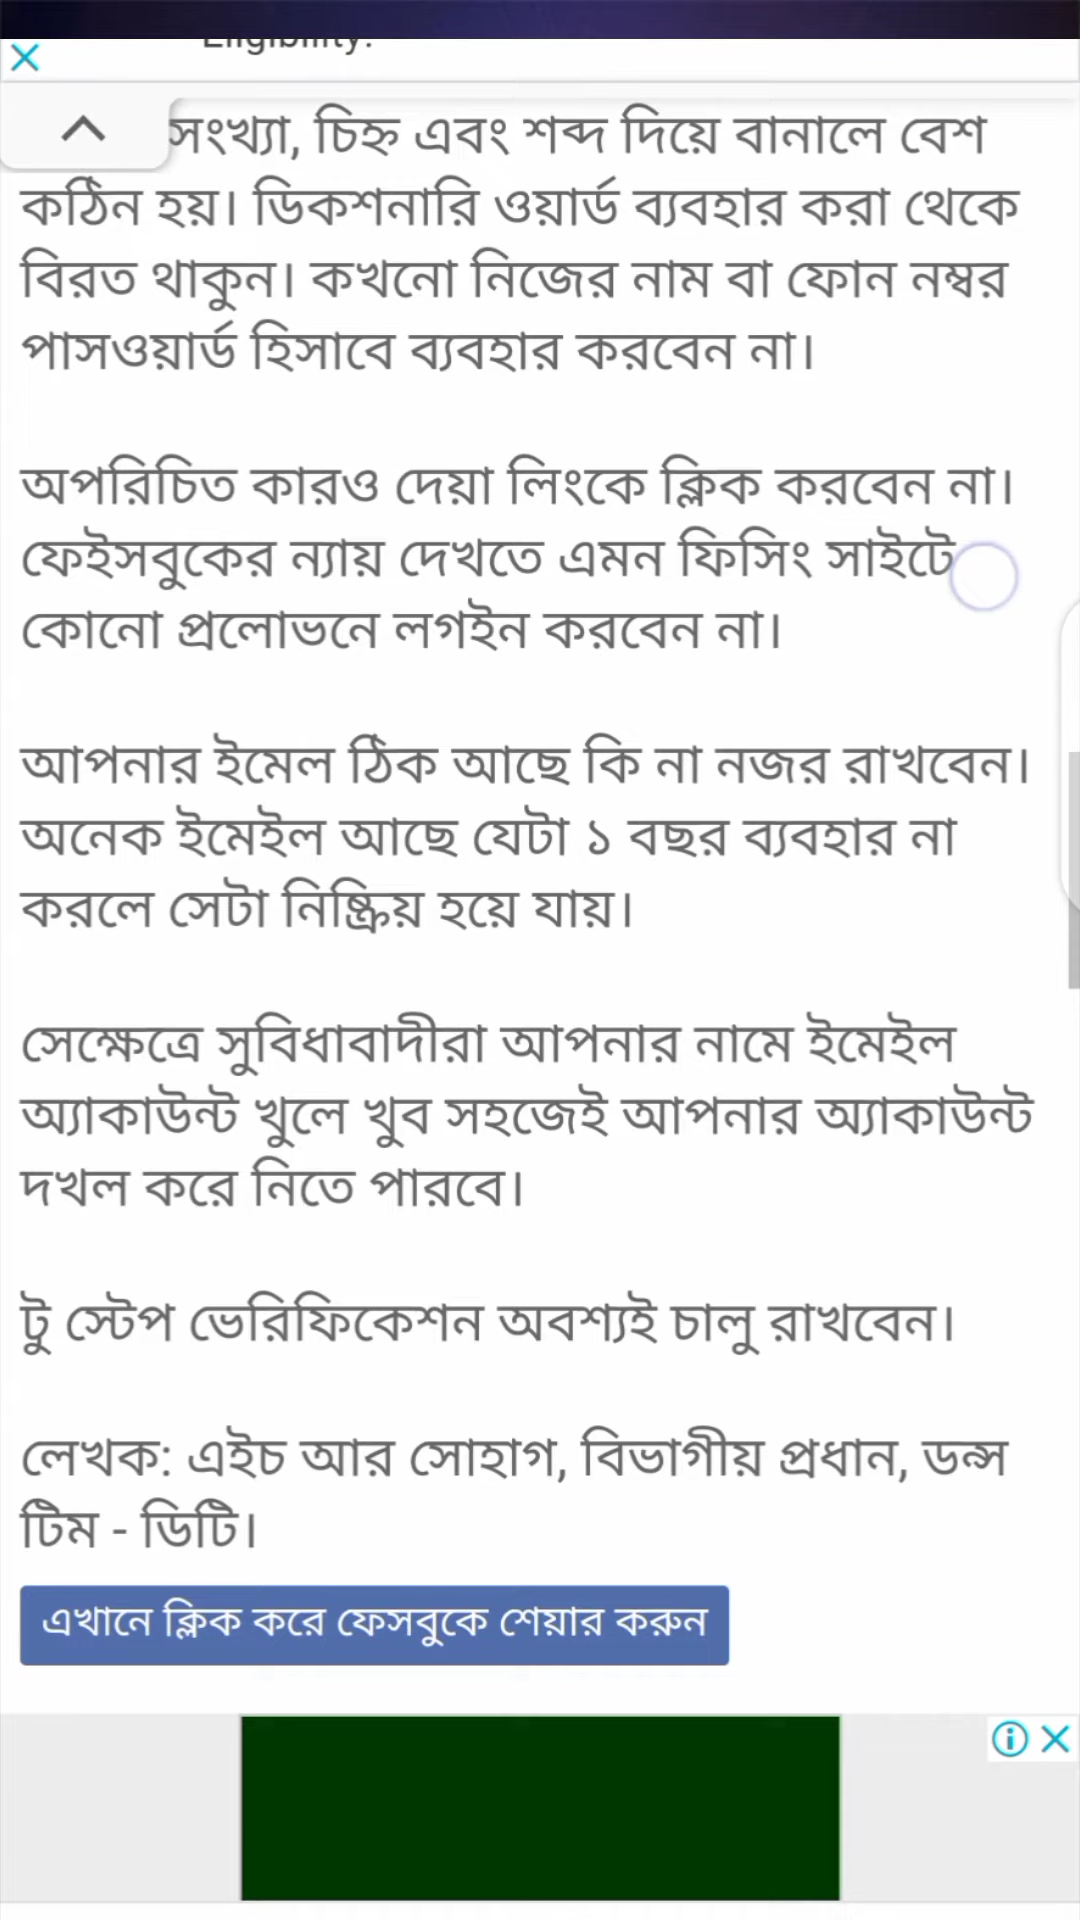 Eligibility:
সংখ্যা, চিহ্ন এবং শব্দ দিয়ে বানালে বেশ
কঠিন হয়। ডিকশনারি ওয়ার্ড ব্যবহার করা থেকে
বিরত থাকুন। কখনো নিজের নাম বা ফোন নম্বর
পাসওয়ার্ড হিসাবে ব্যবহার করবেন না।
অপরিচিত কারও দেয়া লিংকে ক্লিক করবেন না।
ফেইসবুকের ন্যায় দেখতে এমন ফিসিং সাইটে
কোনো প্রলোভনে লগইন করবেন না।
আপনার ইমেল ঠিক আছে কি না নজর রাখবেন।
অনেক ইমেইল আছে যেটা ১ বছর ব্যবহার না
করলে সেটা নিষ্ক্রিয় হয়ে যায়।
সেক্ষেত্রে সুবিধাবাদীরা আপনার নামে ইমেইল
অ্যাকাউন্ট খুলে খুব সহজেই আপনার অ্যাকাউন্ট
দখল করে নিতে পারবে।
টু স্টেপ ভেরিফিকেশন অবশ্যই চালু রাখবেন।
লেখক: এইচ আর সোহাগ, বিভাগীয় প্রধান, ডন্স
টিম - ডিটি।
এখানে ক্লিক করে ফেসবুকে শেয়ার করুন